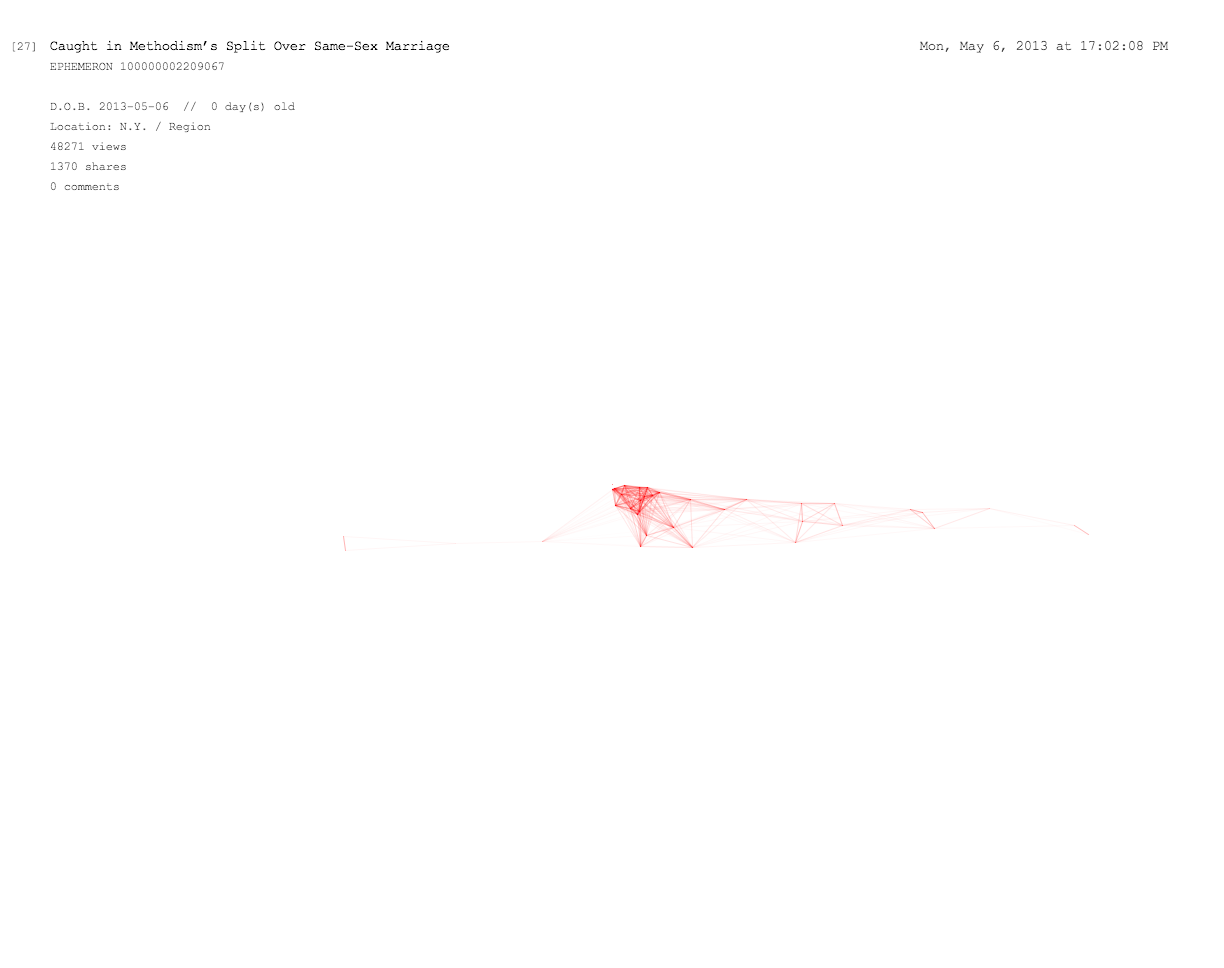 [27] Caught in Methodism’s Split Over Same-Sex Marriage Mon, May 6, 2013 at 17:02:08 PM
EPHEMERON 100000002209067
D.O.B. 2013-05-06 // 0 day(s) old
Location: N.Y. / Region
48271 views
1370 shares
0 comments